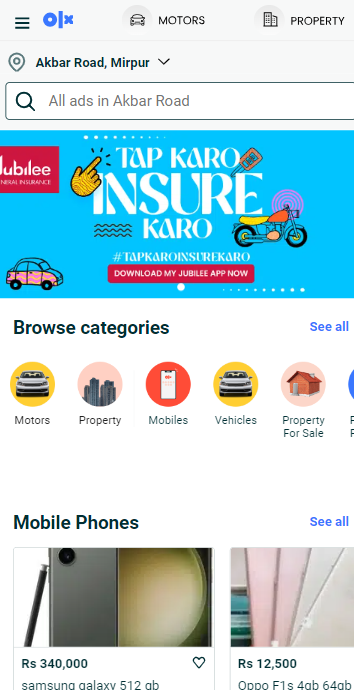 olx MOTORS PROPERTY
Akbar Road, Mirpur
All ads in Akbar Road
Jubilee
GENERAL INSURANCE
TAP KARO
INSURE
KARO
#TAPKAROINSUREKARO
DOWNLOAD MY JUBILEE APP NOW
Browse categories See all
Motors Property Mobiles Vehicles Property
For Sale
Mobile Phones See all
Rs 340,000 Rs 12,500
samsung galaxy 512 gb Oppo F1s 4gb 64gb